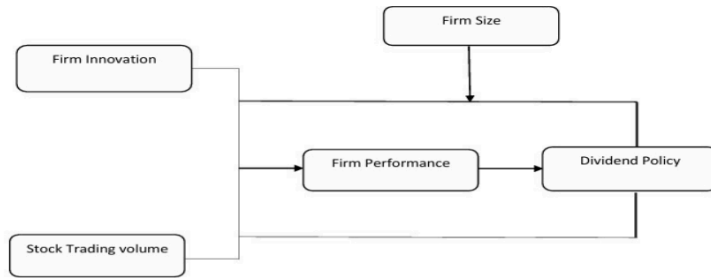 Firm Size
Firm Innovation
Firm Performance
Dividend Policy
Stock Trading volume